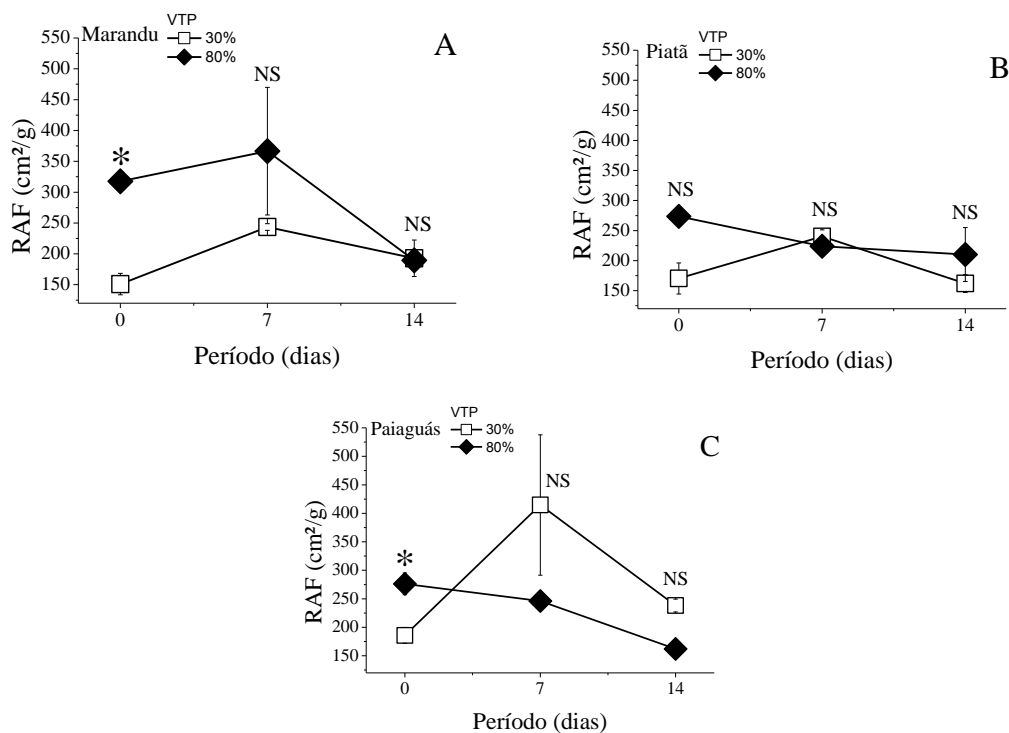 Marandu
VTP
30%
80%
A
550
500
450
400
350
300
250
200
150
RAF (cm²/g)
*
NS
NS
0 7 14
Período (dias)
Piatã
VTP
30%
80%
B
550
500
450
400
350
300
250
200
150
RAF (cm²/g)
NS
NS
NS
0 7 14
Período (dias)
Paiaguás
VTP
30%
80%
C
550
500
450
400
350
300
250
200
150
RAF (cm²/g)
*
NS
NS
0 7 14
Período (dias)